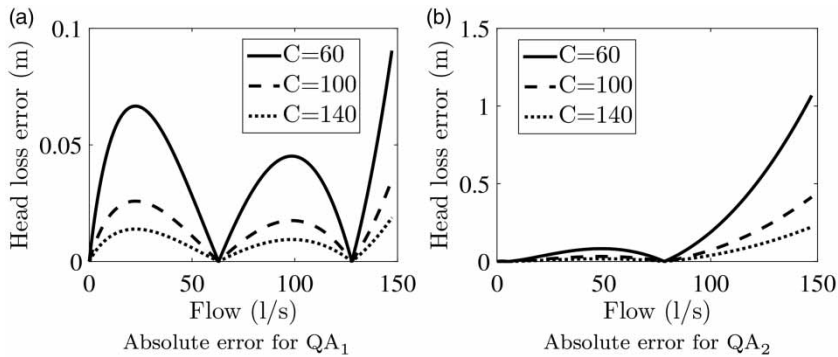 (a)
Head loss error (m)
0.1
0.05
0
C=60
C=100
C=140
0 50 100 150
Flow (l/s)
Absolute error for QA₁
(b)
Head loss error (m)
1.5
1
0.5
0
C=60
C=100
C=140
0 50 100 150
Flow (l/s)
Absolute error for QA₂